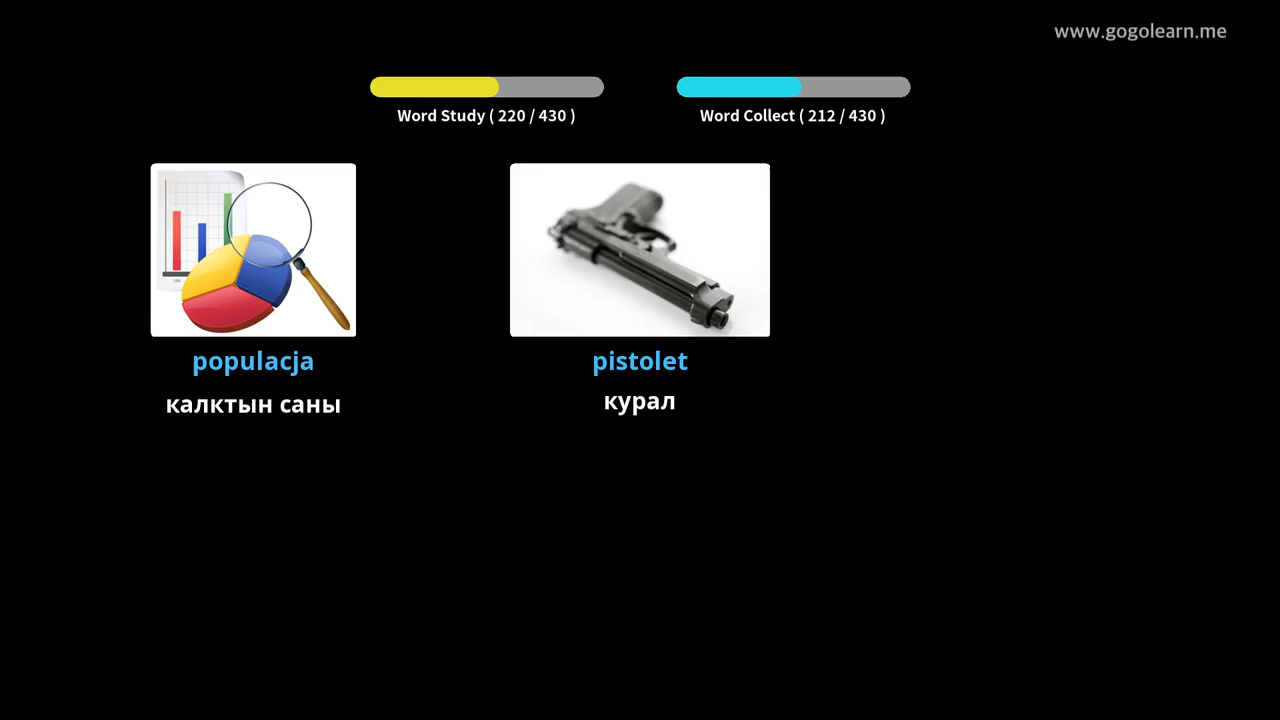 www.gogolearn.me
Word Study ( 220 / 430 )
Word Collect ( 212 / 430 )
populacja
pistolet
калктын саны
курал